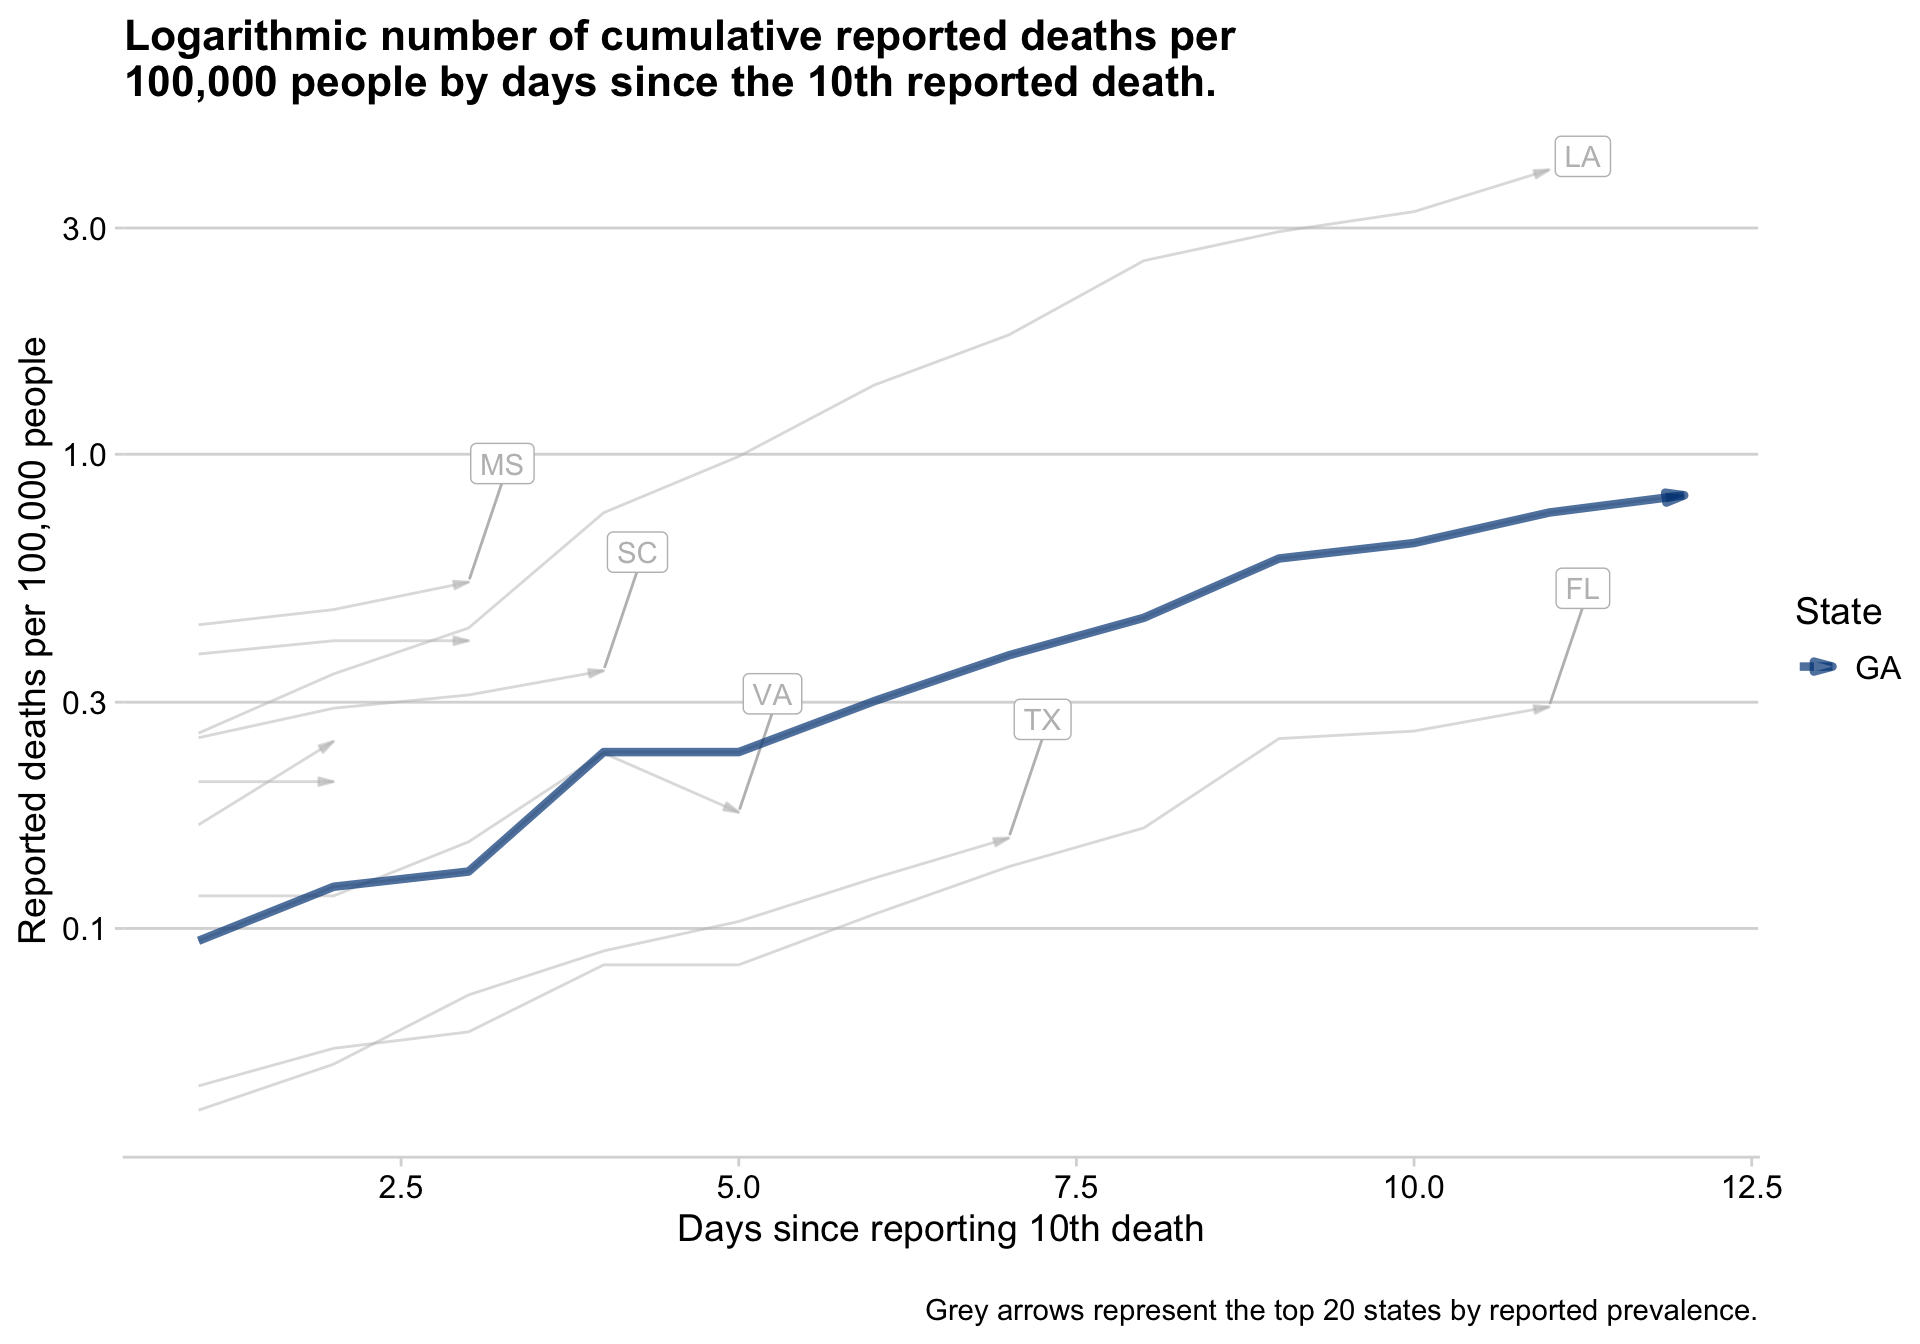 Logarithmic number of cumulative reported deaths per
100,000 people by days since the 10th reported death.
LA
3.0
MS
1.0
SC
FL
State
GA
VA
0.3
TX
0.1
Reported deaths per 100,000 people
2.5 5.0 7.5 10.0 12.5
Days since reporting 10th death
Grey arrows represent the top 20 states by reported prevalence.